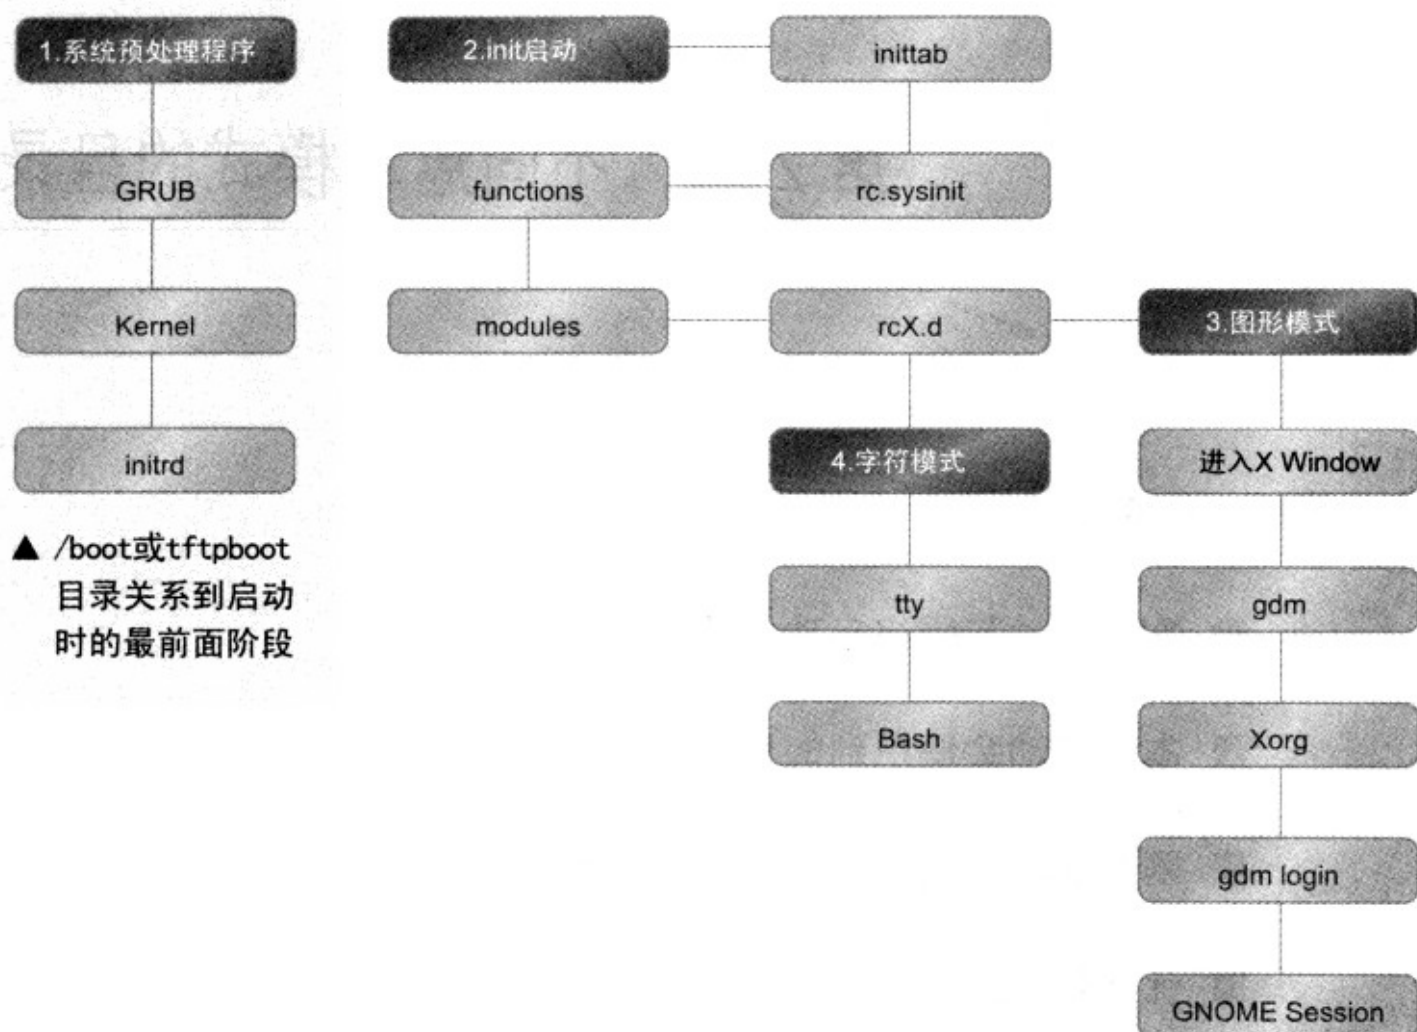 1.系统预处理程序
GRUB
Kernel
initrd
▲ /boot或tftpboot
目录关系到启动
时的最前面阶段
2.init启动
inittab
functions
rc.sysinit
modules
rcX.d
3.图形模式
4.字符模式
进入X Window
tty
gdm
Bash
Xorg
gdm login
GNOME Session